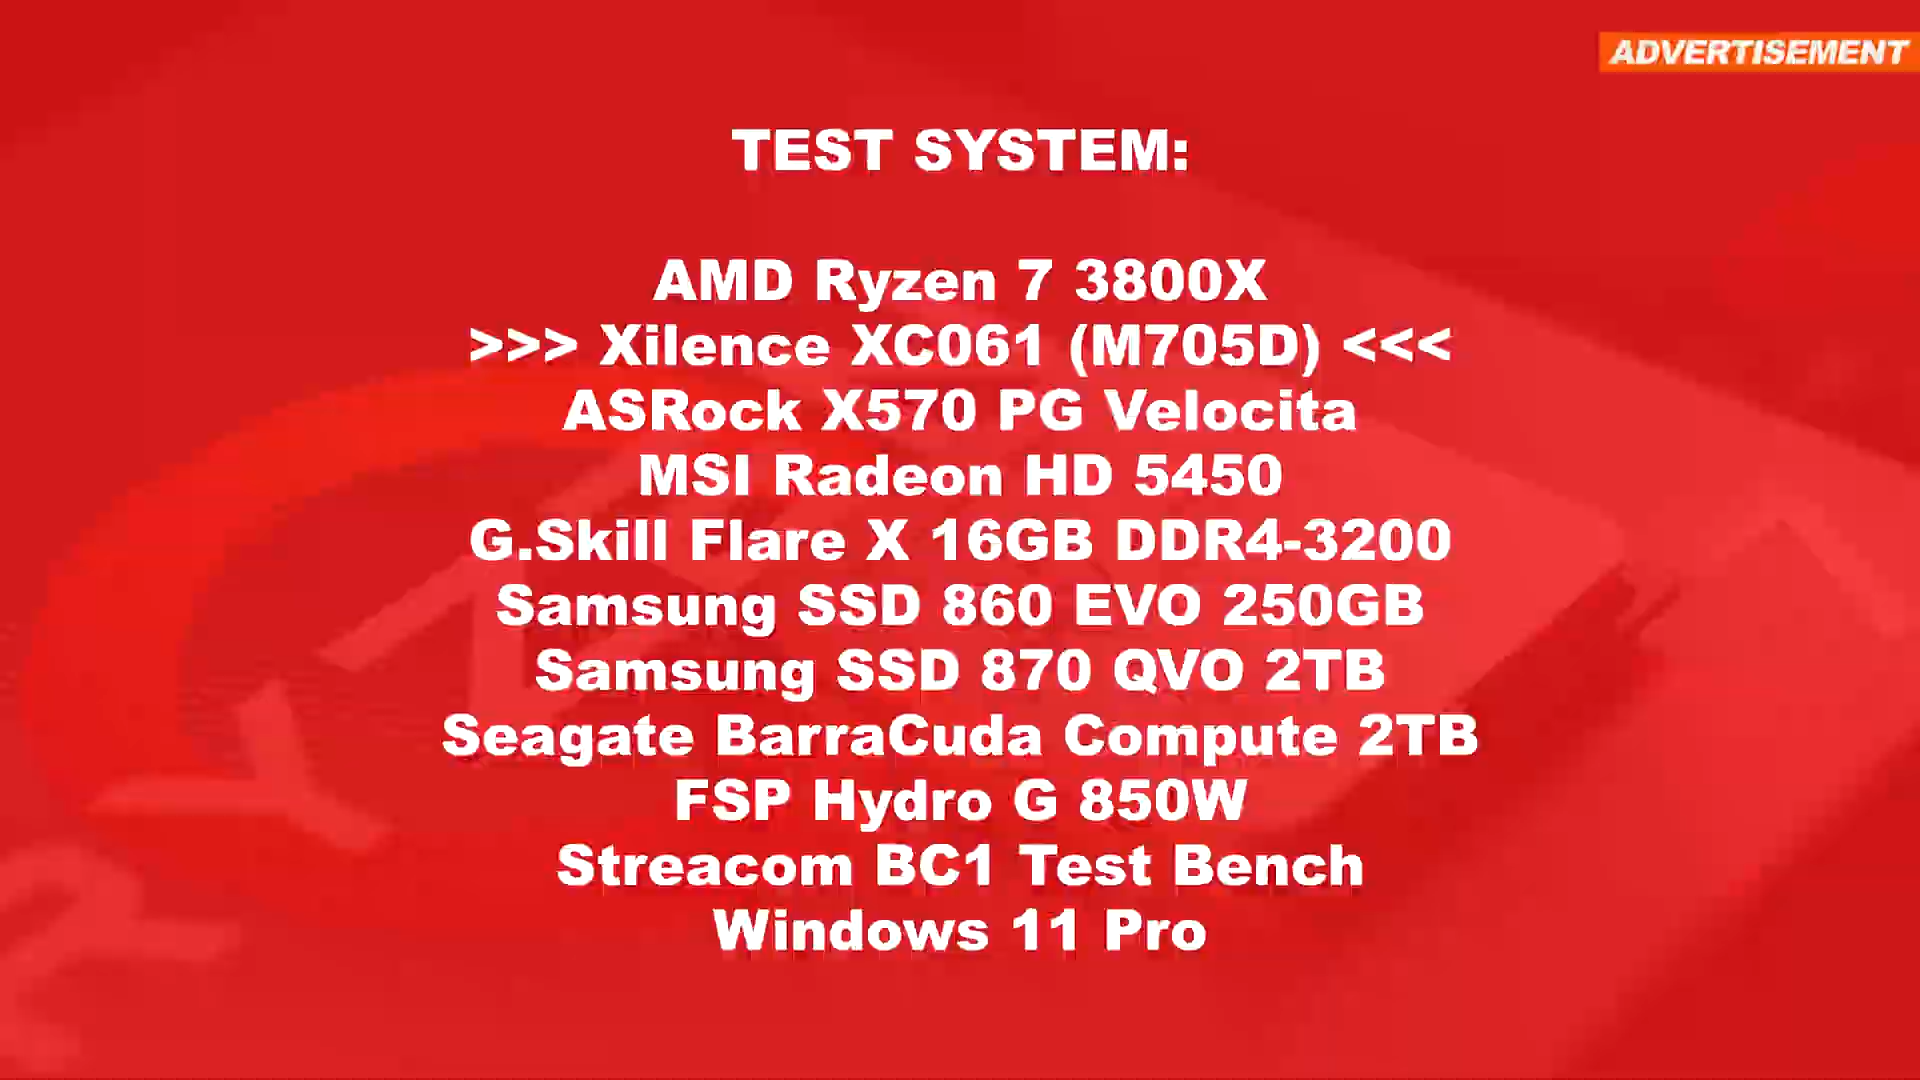 ADVERTISEMENT
TEST SYSTEM:
AMD Ryzen 7 3800X
>>> Xilence XC061 (M705D) <<<
ASRock X570 PG Velocita
MSI Radeon HD 5450
G.Skill Flare X 16GB DDR4-3200
Samsung SSD 860 EVO 250GB
Samsung SSD 870 QVO 2TB
Seagate BarraCuda Compute 2TB
FSP Hydro G 850W
Streacom BC1 Test Bench
Windows 11 Pro